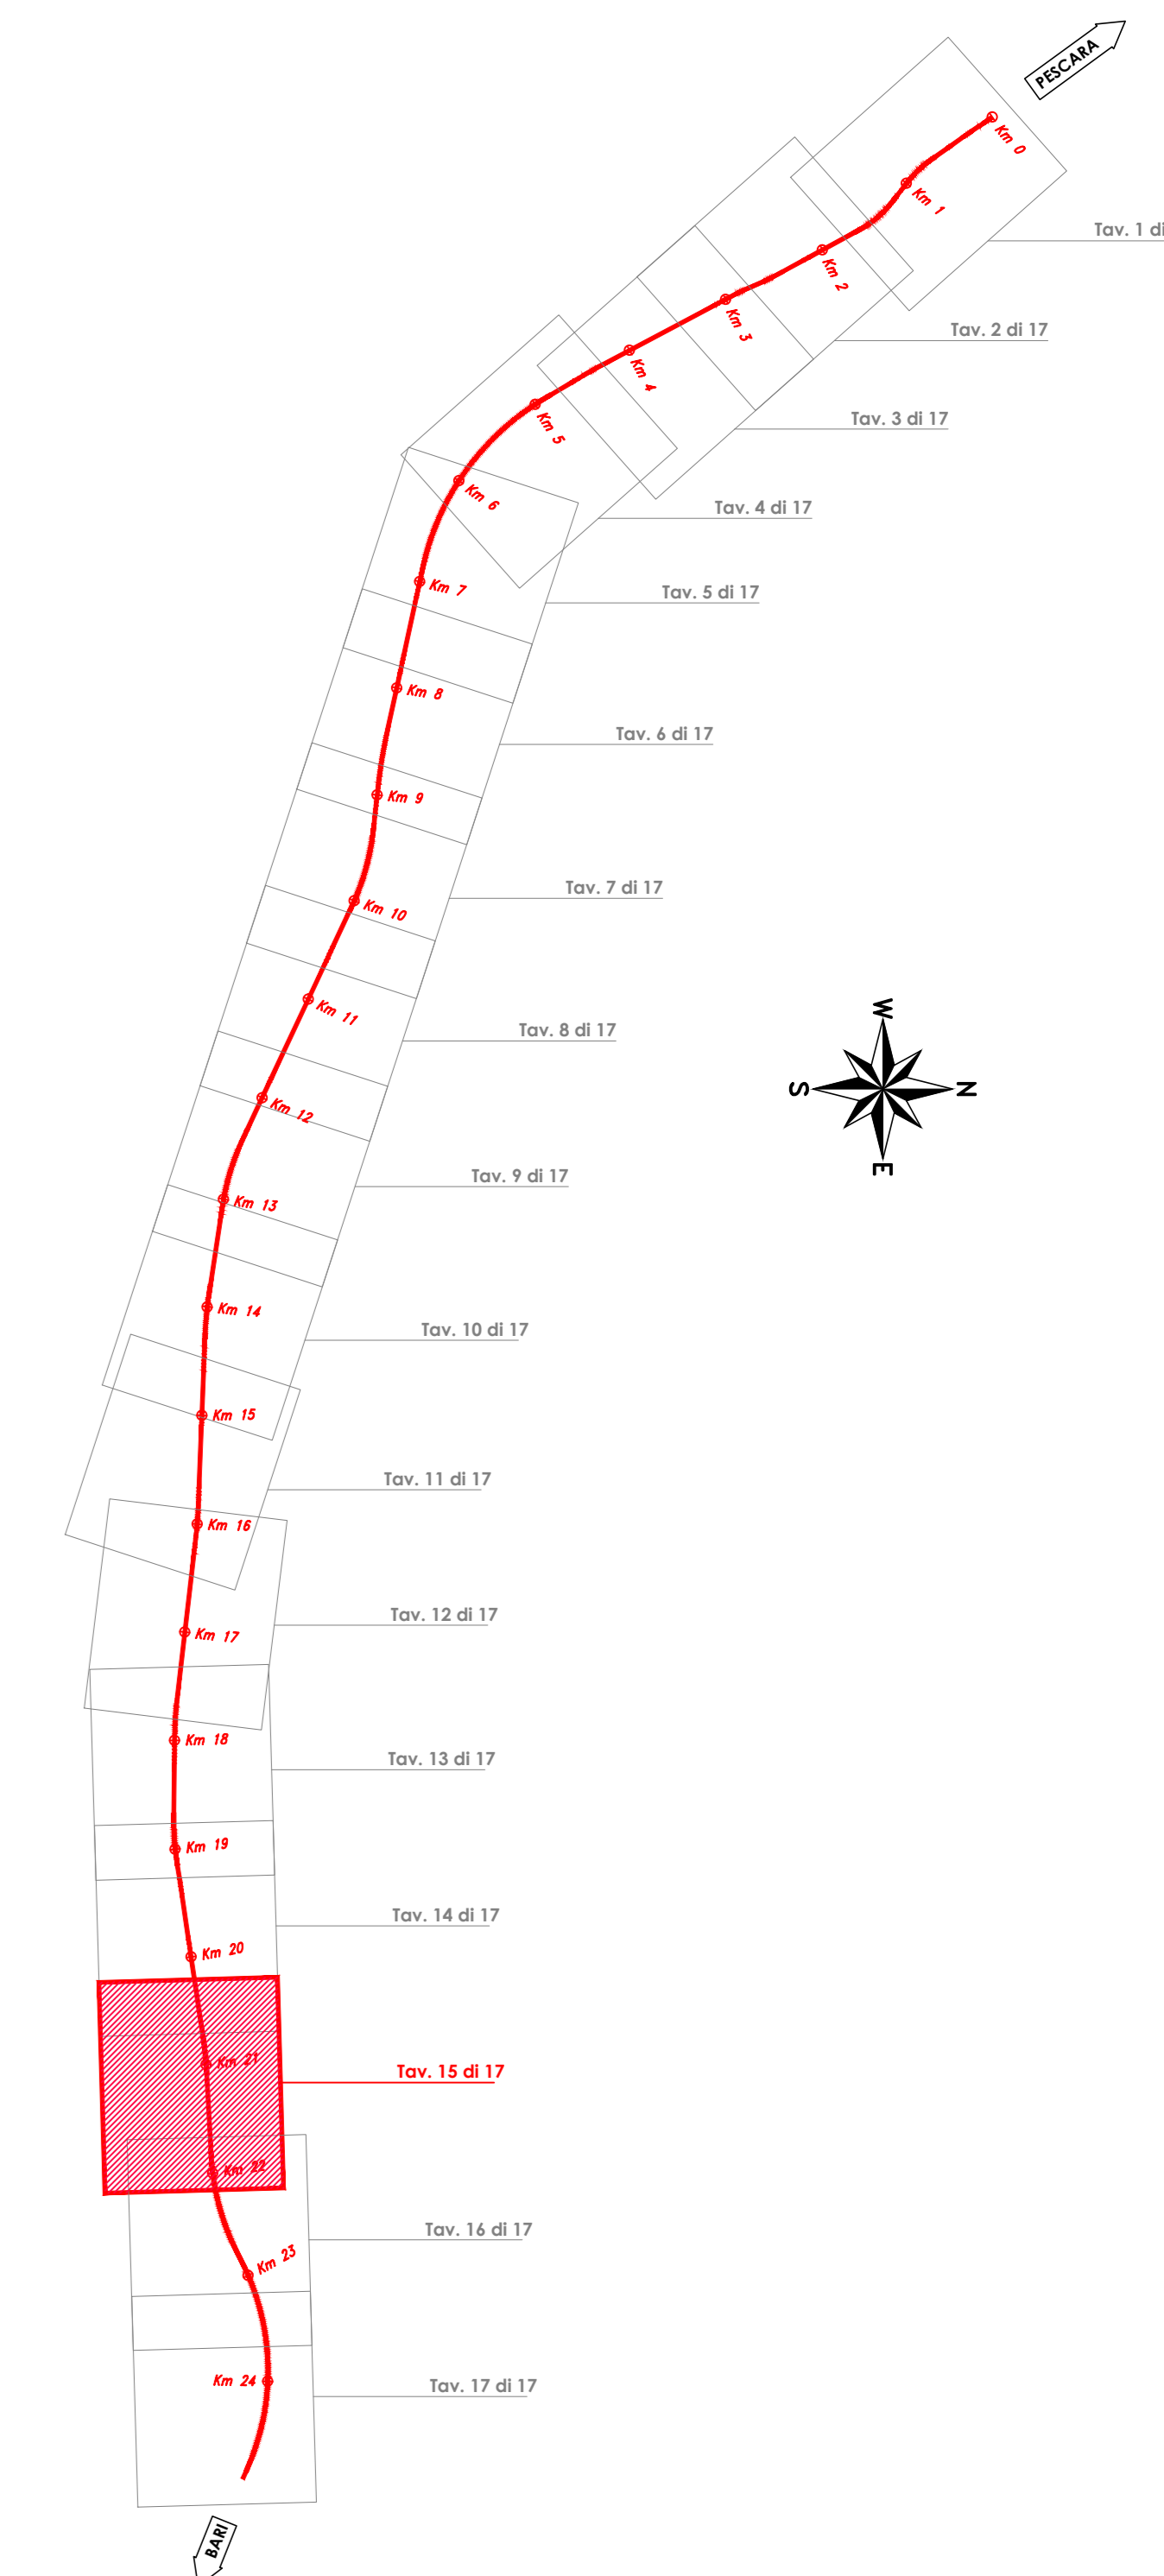 PESCARA
Km 0
Km 1
Tav. 1 di
Km 2
Km 3
Tav. 2 di 17
Km 4
Km 5
Tav. 3 di 17
Km 6
Tav. 4 di 17
Km 7
Tav. 5 di 17
Km 8
Tav. 6 di 17
Km 9
Tav. 7 di 17
Km 10
Km 11
W
N
S
E
Tav. 8 di 17
Km 12
Tav. 9 di 17
Km 13
Km 14
Tav. 10 di 17
Km 15
Tav. 11 di 17
Km 16
Tav. 12 di 17
Km 17
Km 18
Tav. 13 di 17
Km 19
Tav. 14 di 17
Km 20
Km 21
Tav. 15 di 17
Km 22
Tav. 16 di 17
Km 23
Km 24
Tav. 17 di 17
BARI